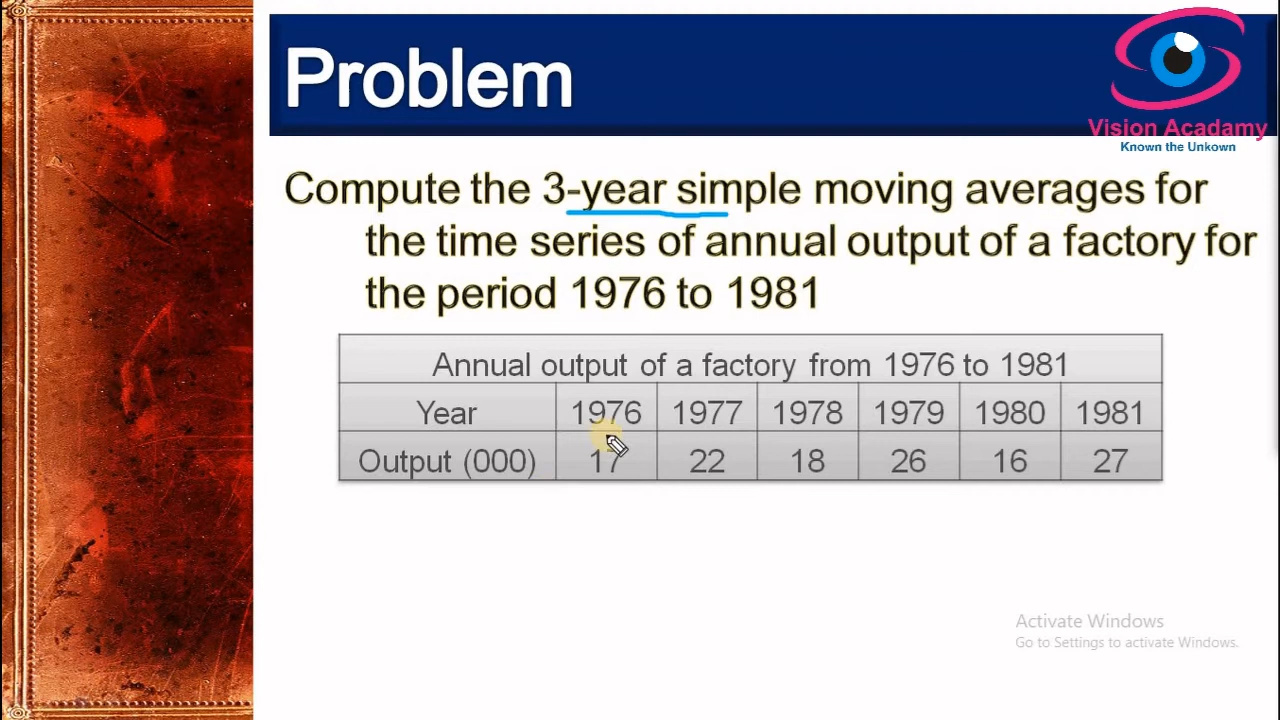 Problem
Vision Acadamy
Known the Unkown
Compute the 3-year simple moving averages for
the time series of annual output of a factory for
the period 1976 to 1981
Annual output of a factory from 1976 to 1981
Year 1976 1977 1978 1979 1980 1981
Output (000) 17 22 18 26 16 27
Activate Windows
Go to Settings to activate Windows.